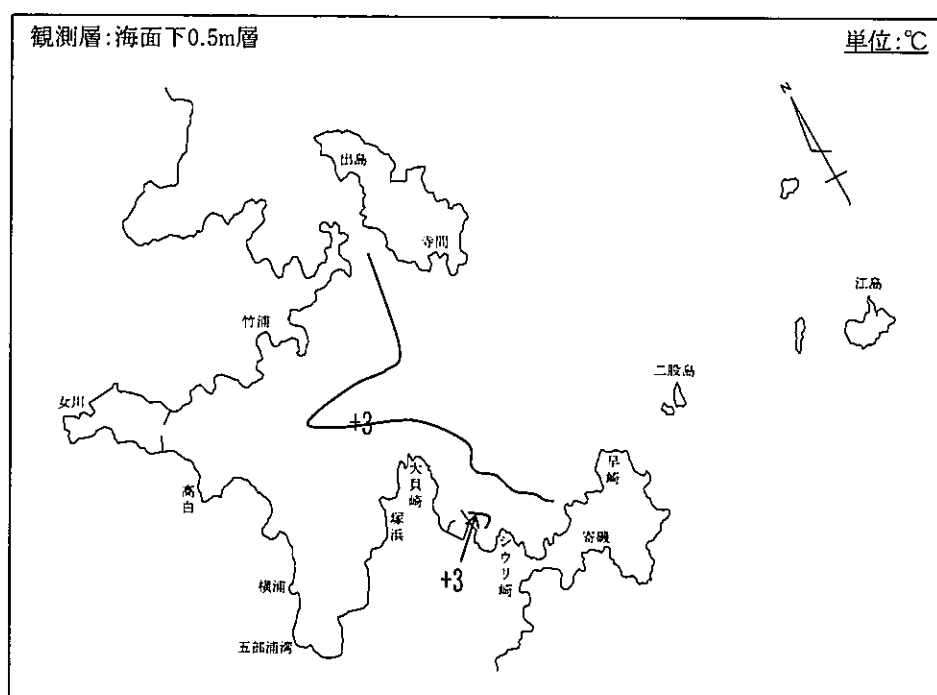 観測層:海面下0.5m層
単位:℃
N
出島
寺間
江島
竹浦
二股島
女川
+3
早崎
大貝崎
高白
塚浜
寄磯
シウリ崎
+3
横浦
五部浦湾